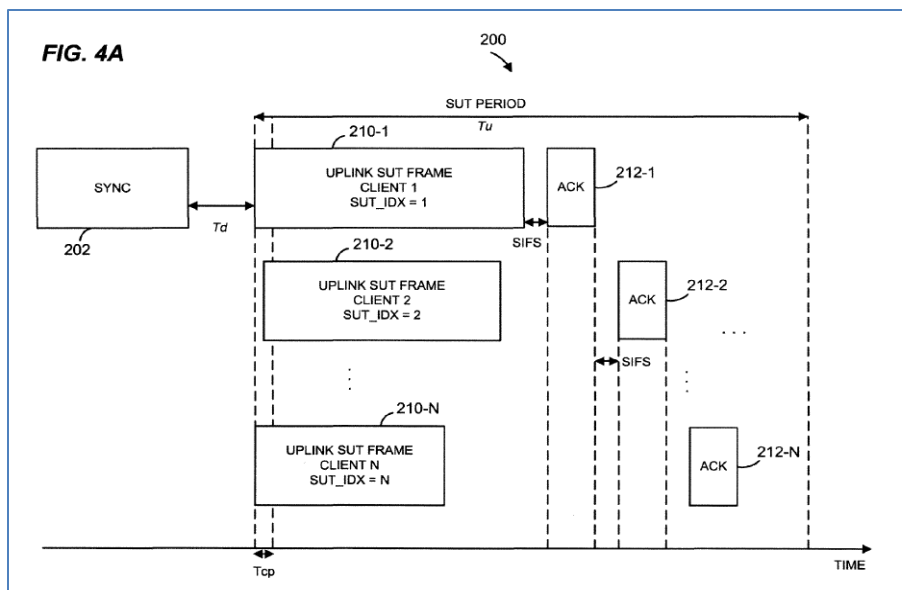 FIG. 4A
200
SUT PERIOD
Tu
210-1
SYNC
UPLINK SUT FRAME
CLIENT 1
SUT_IDX = 1
ACK
212-1
Td
SIFS
202
210-2
UPLINK SUT FRAME
CLIENT 2
SUT_IDX = 2
ACK
212-2
. . .
SIFS
210-N
UPLINK SUT FRAME
CLIENT N
SUT_IDX = N
ACK
212-N
Tcp
TIME